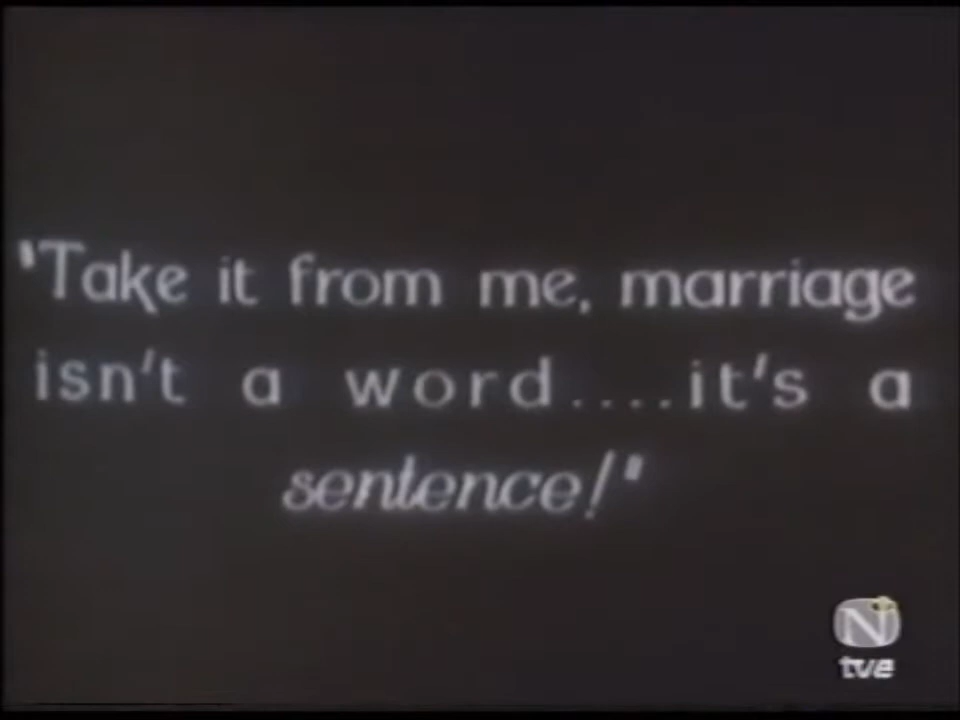 "Take it from me, marriage
isn't a word....it's a
sentence!"
N
tve